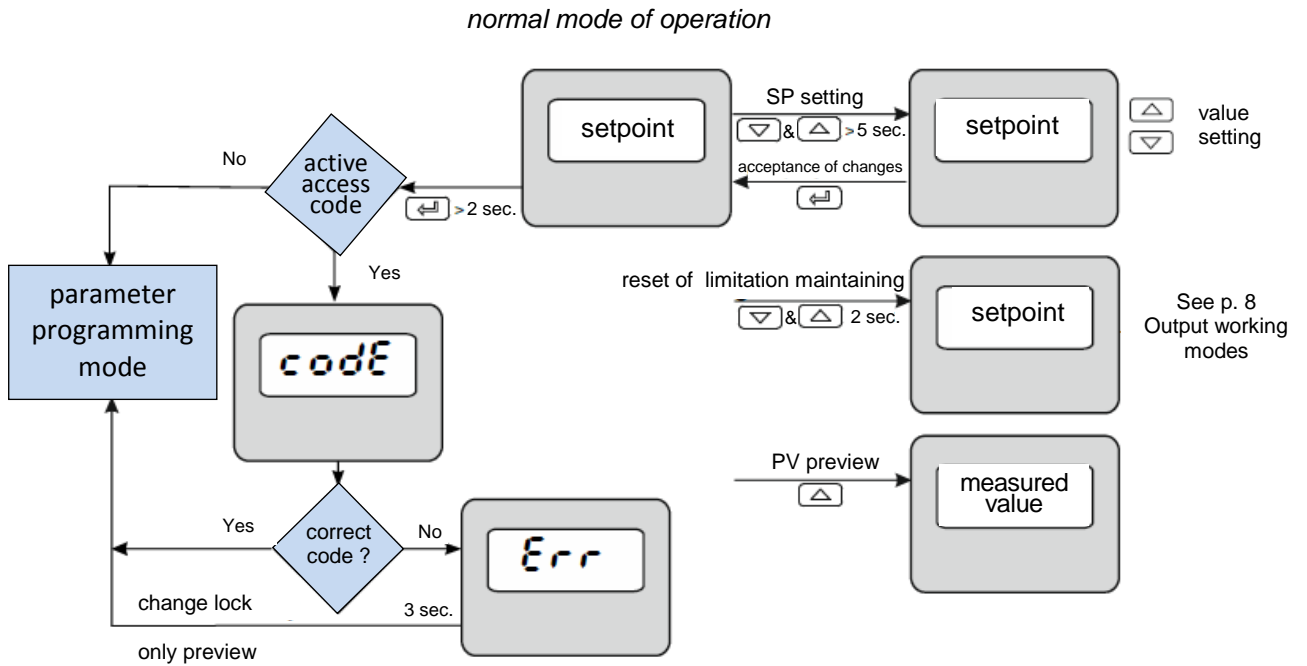 normal mode of operation
setpoint
SP setting
& > 5 sec.
acceptance of changes
setpoint
value
setting
No
active
access
code
> 2 sec.
Yes
parameter
programming
mode
codE
reset of limitation maintaining
& 2 sec.
setpoint
See p. 8
Output working
modes
PV preview
measured
value
Yes
correct
code ?
No
Err
change lock
3 sec.
only preview